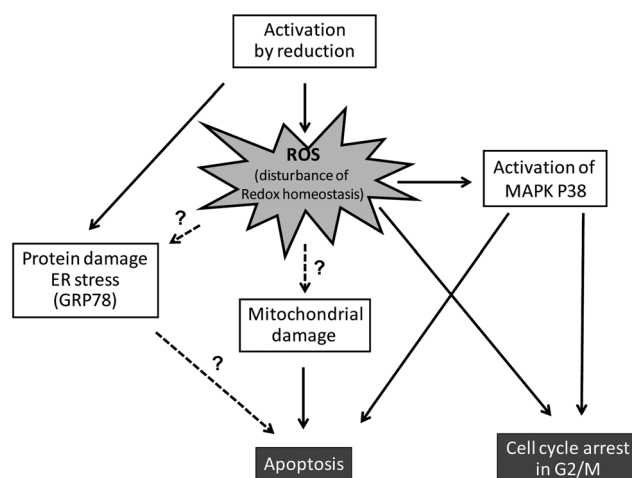 Activation
by reduction
ROS
(disturbance of
Redox homeostasis)
Activation of
MAPK P38
?
?
Protein damage
ER stress
(GRP78)
Mitochondrial
damage
?
Apoptosis
Cell cycle arrest
in G2/M